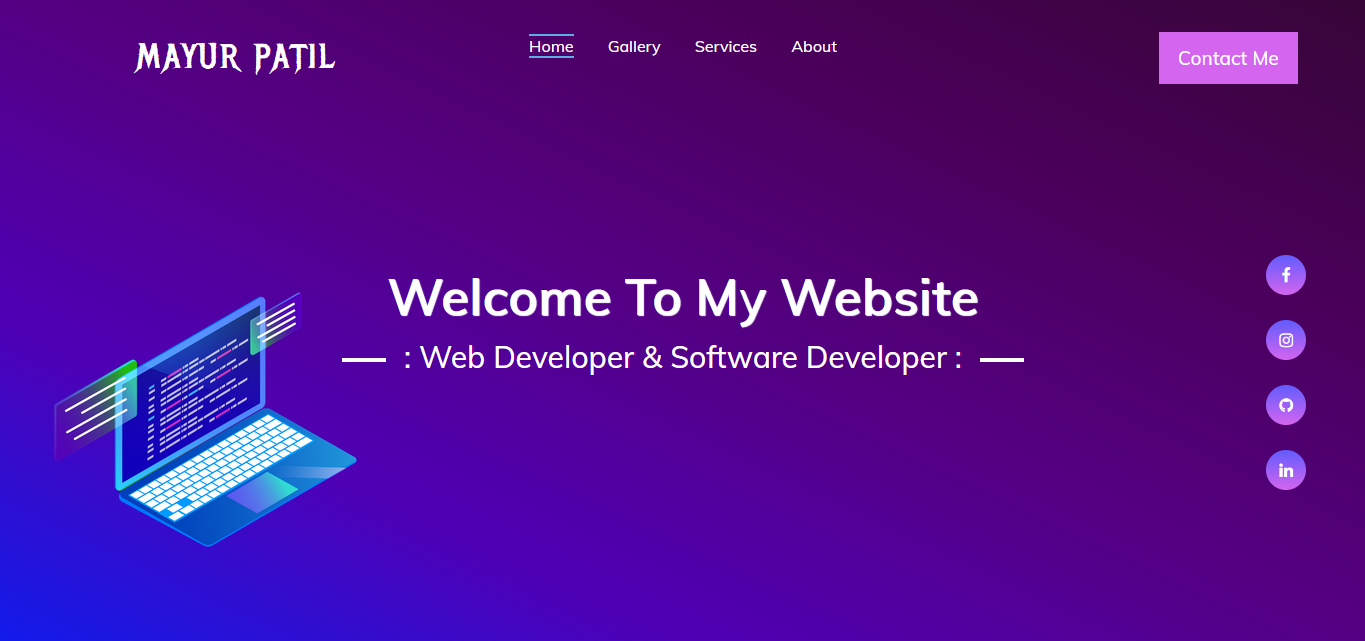 MAYUR PATIL
Home
Gallery
Services
About
Contact Me
Welcome To My Website
: Web Developer & Software Developer :